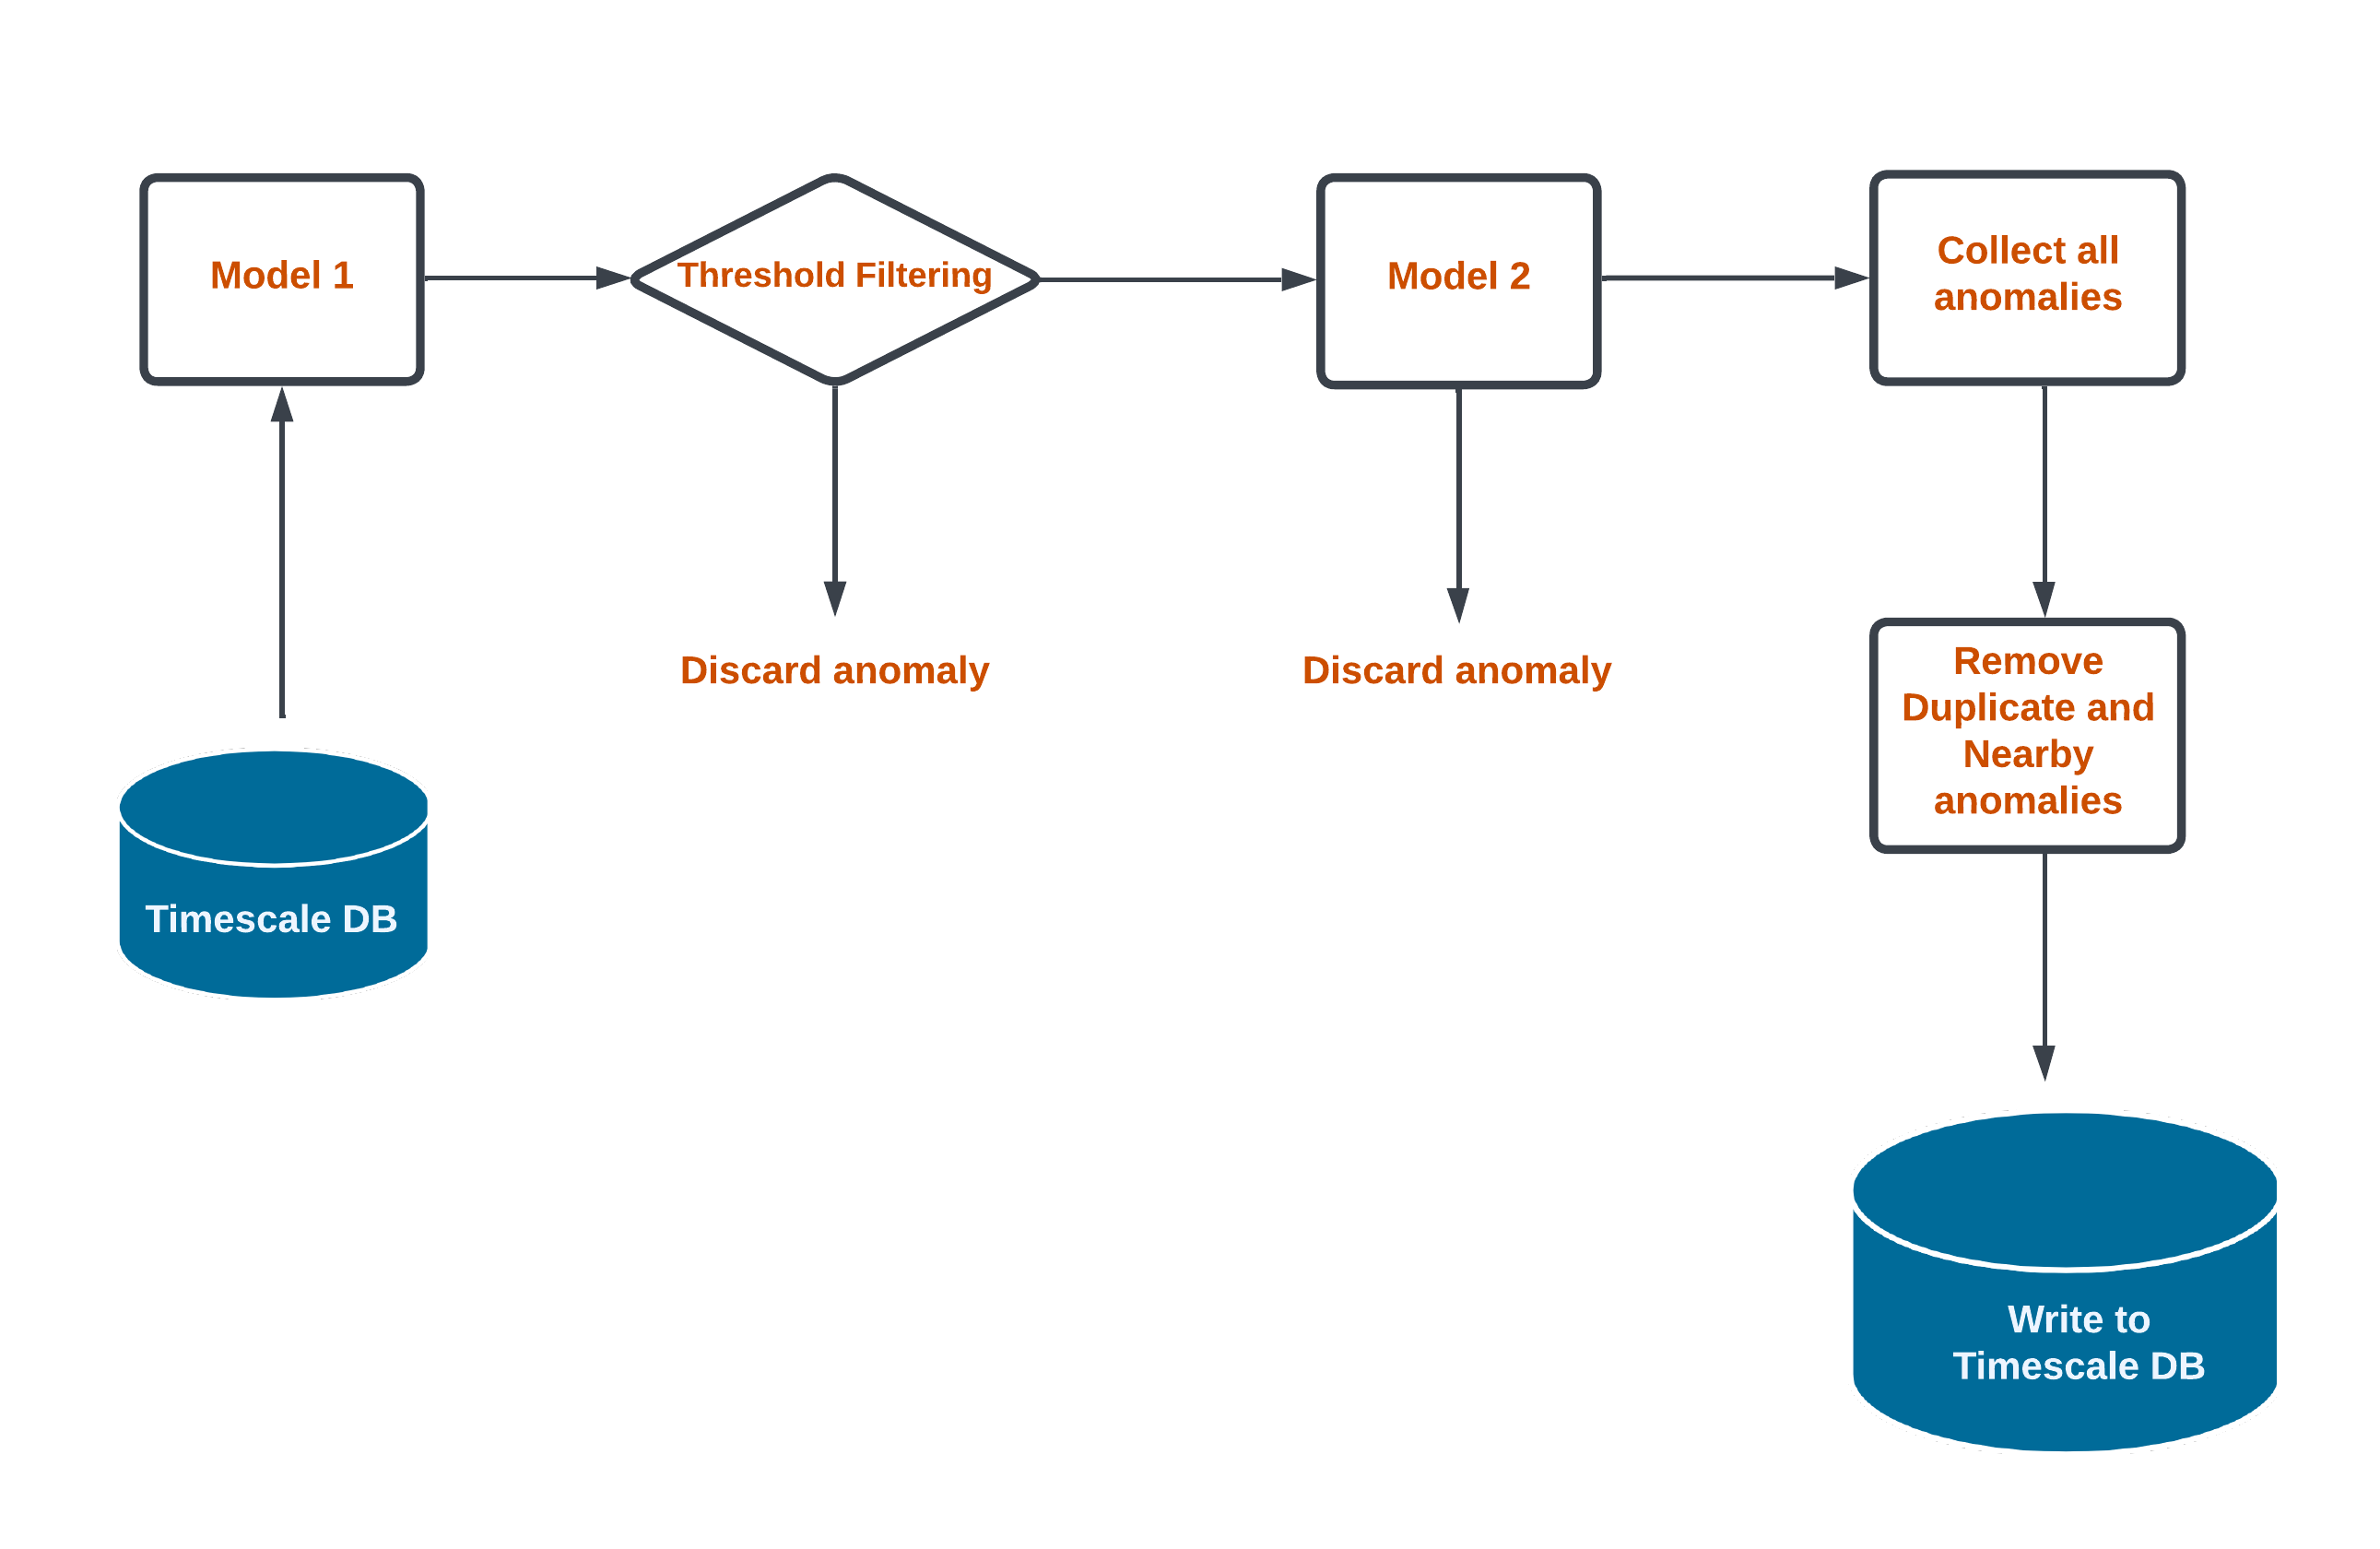 Model 1
Threshold Filtering
Model 2
Collect all
anomalies
Discard anomaly
Discard anomaly
Remove
Duplicate and
Nearby
anomalies
Timescale DB
Write to
Timescale DB